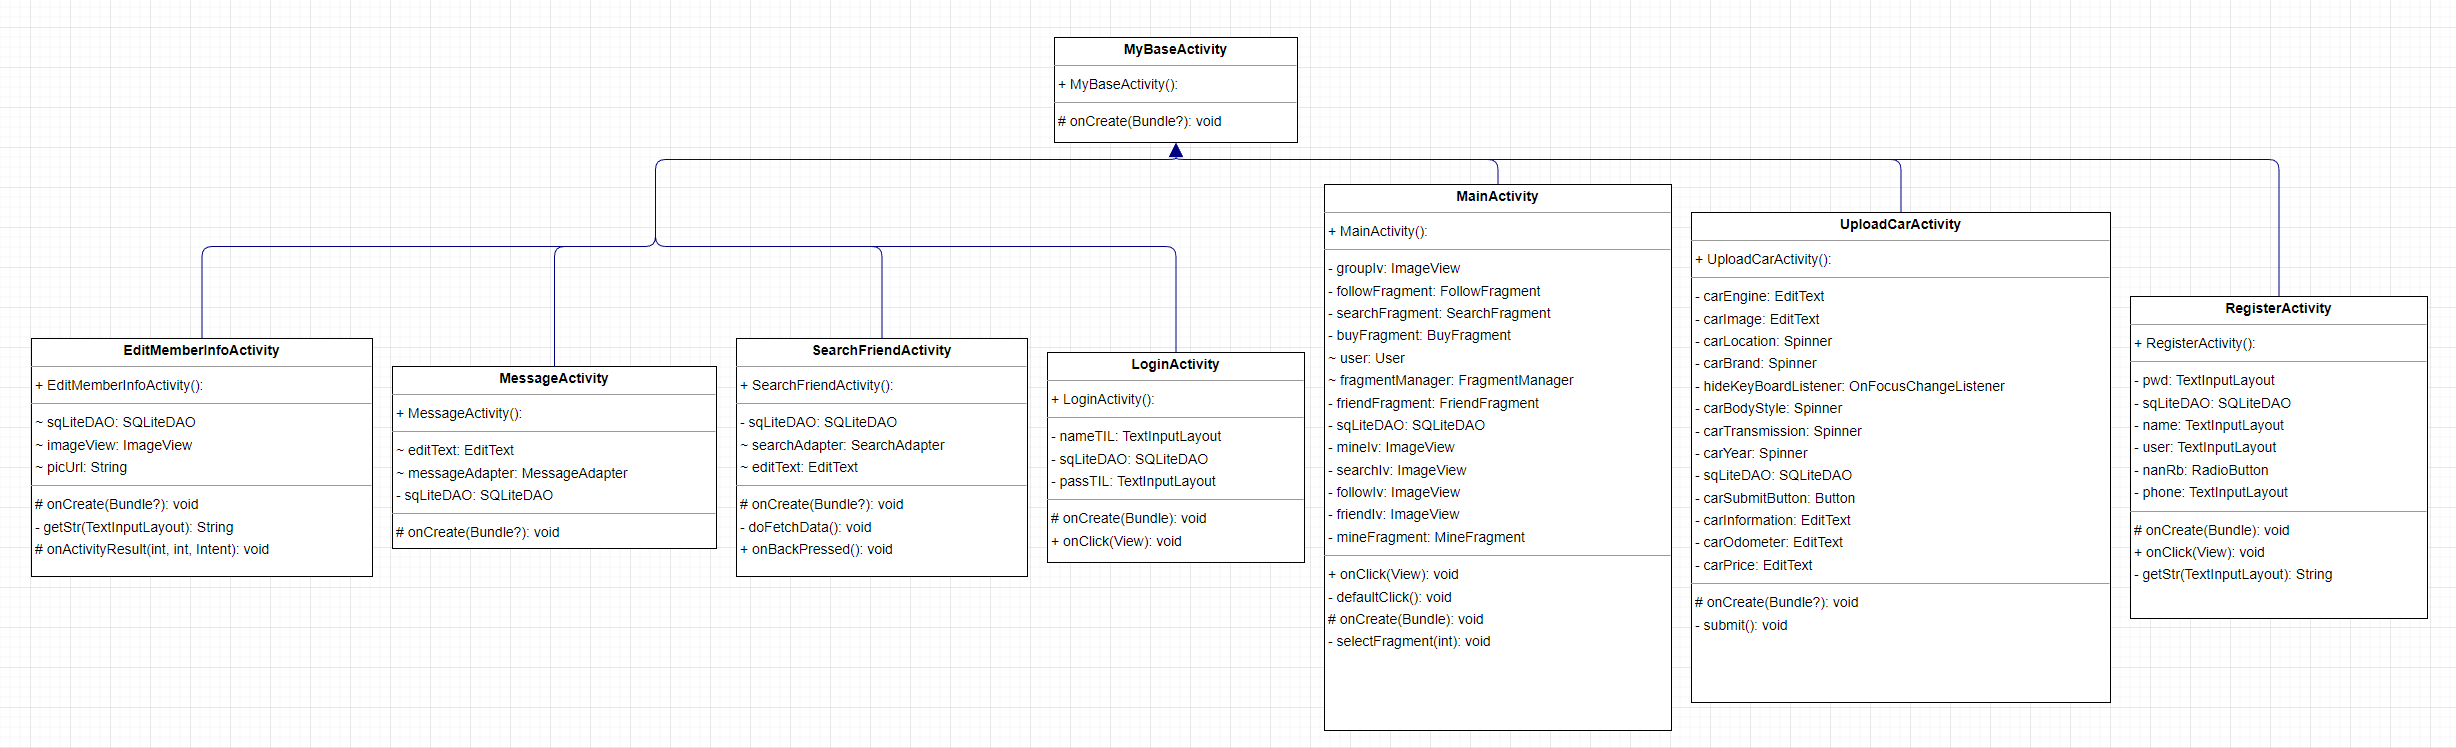 MyBaseActivity
+ MyBaseActivity():
# onCreate(Bundle?): void
EditMemberInfoActivity
+ EditMemberInfoActivity():
~ sqLiteDAO: SQLiteDAO
~ imageView: ImageView
~ picUrl: String
# onCreate(Bundle?): void
- getStr(TextInputLayout): String
# onActivityResult(int, int, Intent): void
MessageActivity
+ MessageActivity():
~ editText: EditText
~ messageAdapter: MessageAdapter
- sqLiteDAO: SQLiteDAO
# onCreate(Bundle?): void
SearchFriendActivity
+ SearchFriendActivity():
- sqLiteDAO: SQLiteDAO
~ searchAdapter: SearchAdapter
~ editText: EditText
# onCreate(Bundle?): void
- doFetchData(): void
+ onBackPressed(): void
LoginActivity
+ LoginActivity():
- nameTIL: TextInputLayout
- sqLiteDAO: SQLiteDAO
- passTIL: TextInputLayout
# onCreate(Bundle): void
+ onClick(View): void
MainActivity
+ MainActivity():
- groupIv: ImageView
- followFragment: FollowFragment
- searchFragment: SearchFragment
- buyFragment: BuyFragment
~ user: User
~ fragmentManager: FragmentManager
- friendFragment: FriendFragment
- sqLiteDAO: SQLiteDAO
- mineIv: ImageView
- searchIv: ImageView
- followIv: ImageView
- friendIv: ImageView
- mineFragment: MineFragment
+ onClick(View): void
- defaultClick(): void
# onCreate(Bundle): void
- selectFragment(int): void
UploadCarActivity
+ UploadCarActivity():
- carEngine: EditText
- carImage: EditText
- carLocation: Spinner
- carBrand: Spinner
- hideKeyBoardListener: OnFocusChangeListener
- carBodyStyle: Spinner
- carTransmission: Spinner
- carYear: Spinner
- sqLiteDAO: SQLiteDAO
- carSubmitButton: Button
- carInformation: EditText
- carOdometer: EditText
- carPrice: EditText
# onCreate(Bundle?): void
- submit(): void
RegisterActivity
+ RegisterActivity():
- pwd: TextInputLayout
- sqLiteDAO: SQLiteDAO
- name: TextInputLayout
- user: TextInputLayout
- nanRb: RadioButton
- phone: TextInputLayout
# onCreate(Bundle): void
+ onClick(View): void
- getStr(TextInputLayout): String